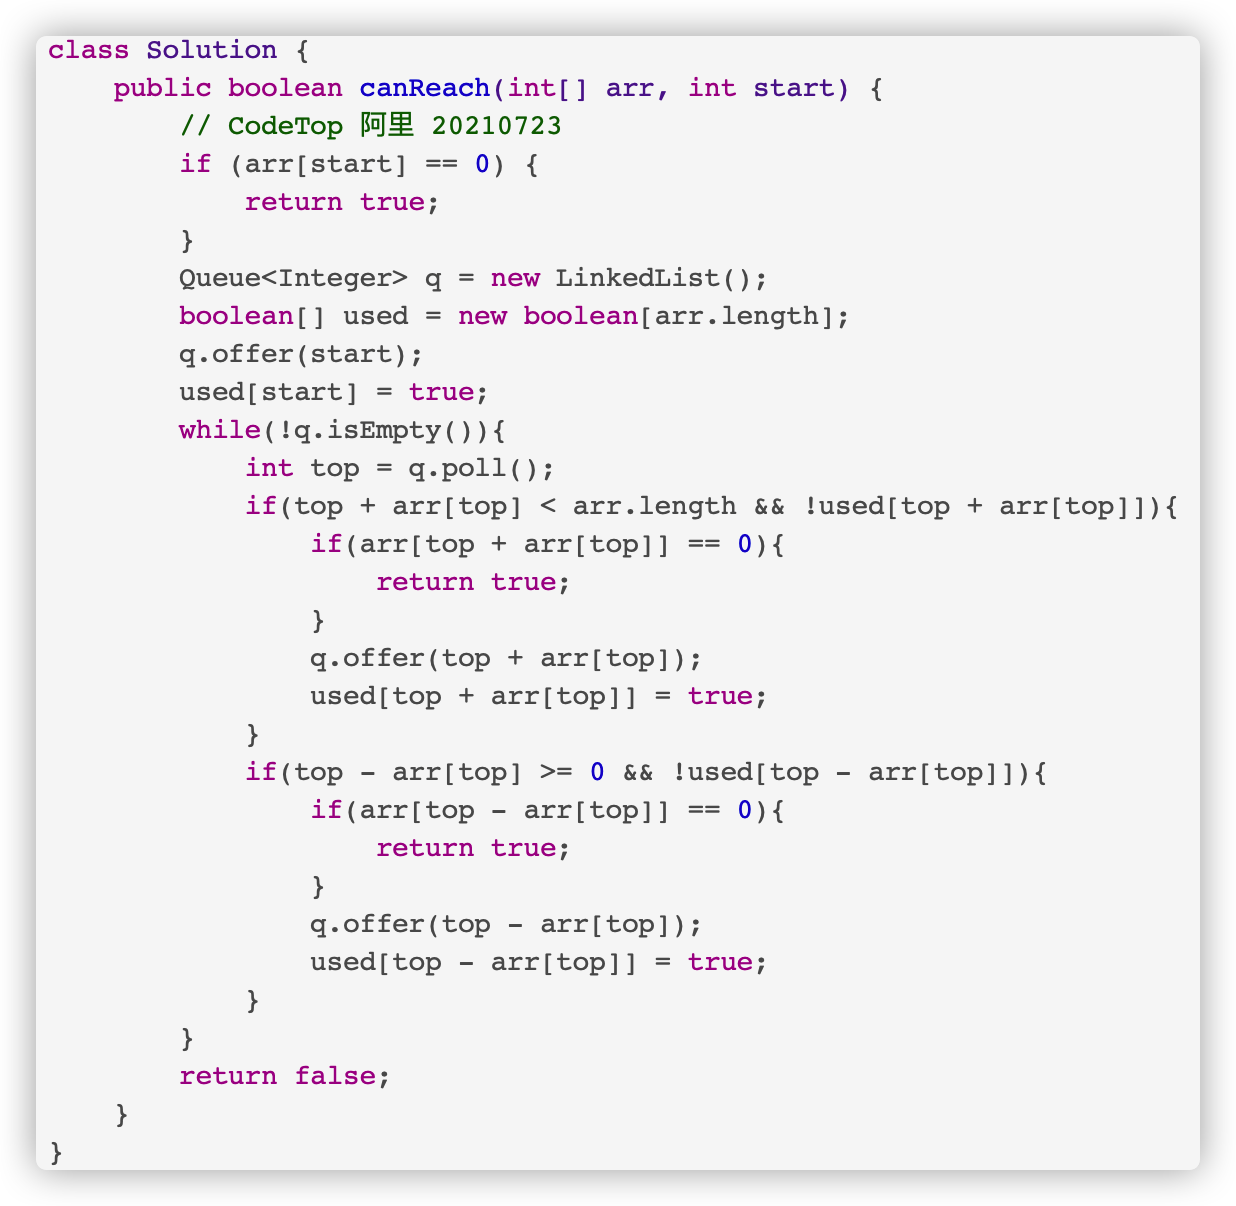 class Solution {
    public boolean canReach(int[] arr, int start) {
        // CodeTop 阿里 20210723
        if (arr[start] == 0) {
            return true;
        }
        Queue<Integer> q = new LinkedList();
        boolean[] used = new boolean[arr.length];
        q.offer(start);
        used[start] = true;
        while(!q.isEmpty()){
            int top = q.poll();
            if(top + arr[top] < arr.length && !used[top + arr[top]]){
                if(arr[top + arr[top]] == 0){
                    return true;
                }
                q.offer(top + arr[top]);
                used[top + arr[top]] = true;
            }
            if(top - arr[top] >= 0 && !used[top - arr[top]]){
                if(arr[top - arr[top]] == 0){
                    return true;
                }
                q.offer(top - arr[top]);
                used[top - arr[top]] = true;
            }
        }
        return false;
    }
}